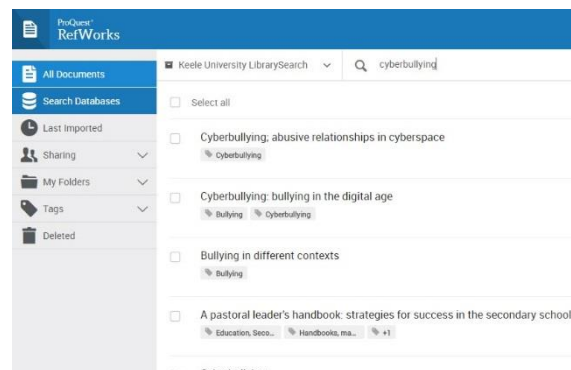 ProQuest
RefWorks
All Documents
Search Databases
Last Imported
Sharing
My Folders
Tags
Deleted
Keele University LibrarySearch
cyberbullying
Select all
Cyberbullying; abusive relationships in cyberspace
Cyberbullying
Cyberbullying: bullying in the digital age
Bullying Cyberbullying
Bullying in different contexts
Bullying
A pastoral leader's handbook: strategies for success in the secondary school
Education, Seco... Handbooks, ma... +1